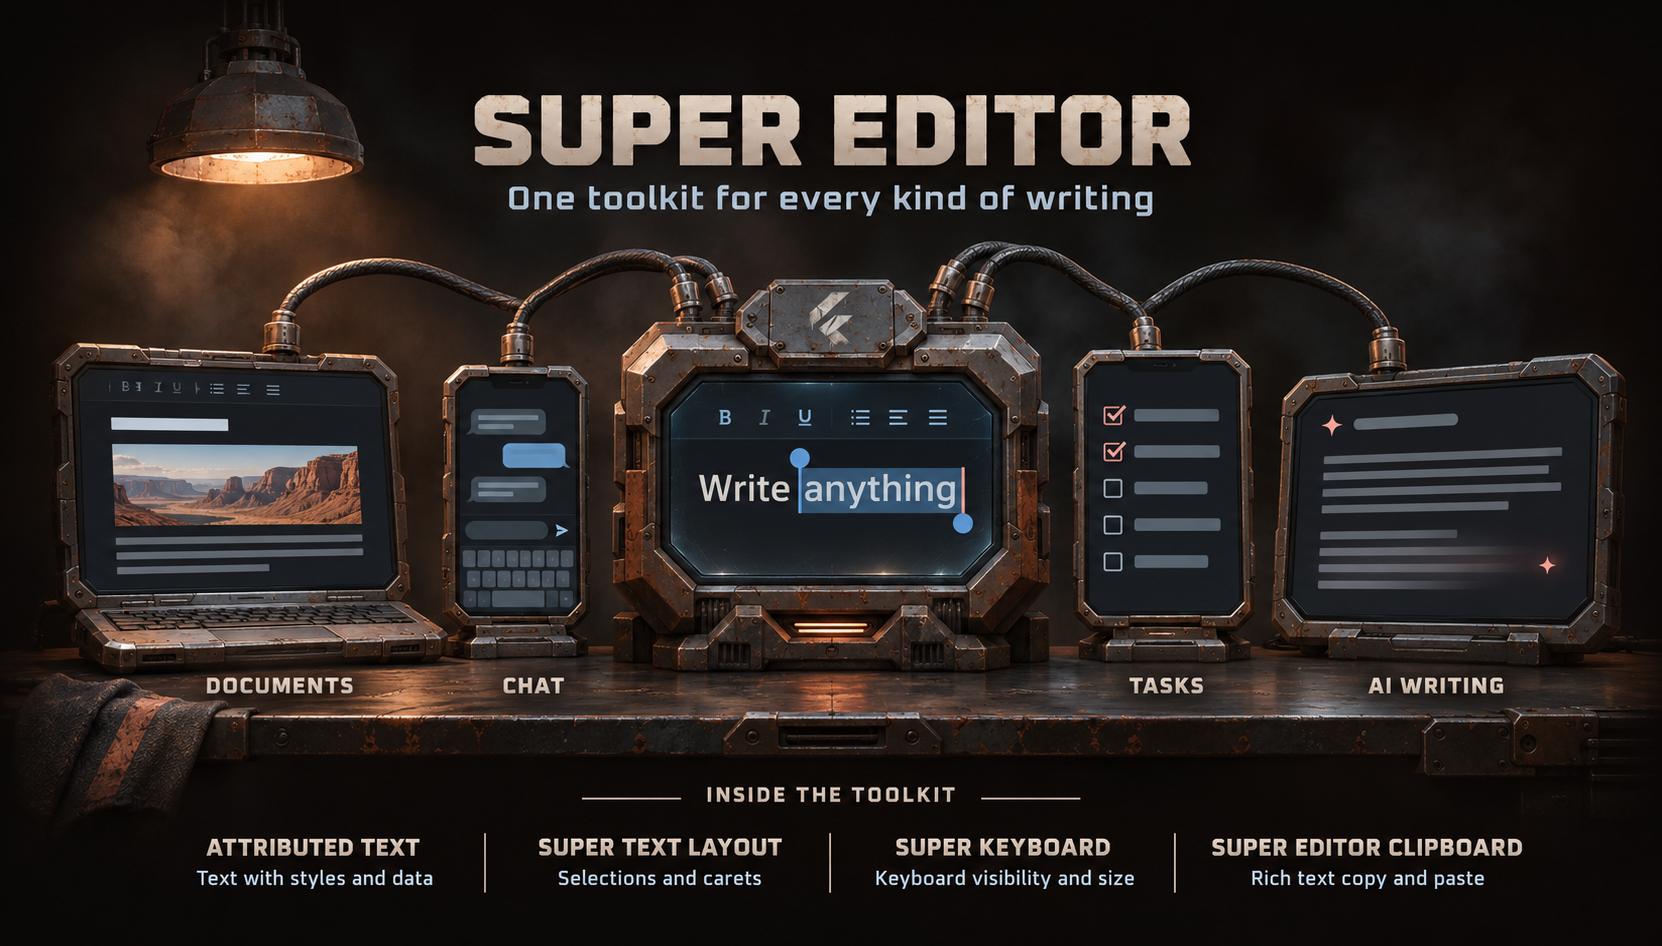 SUPER EDITOR
One toolkit for every kind of writing
B I U
B I U
Write anything
DOCUMENTS
CHAT
TASKS
AI WRITING
INSIDE THE TOOLKIT
ATTRIBUTED TEXT
Text with styles and data
SUPER TEXT LAYOUT
Selections and carets
SUPER KEYBOARD
Keyboard visibility and size
SUPER EDITOR CLIPBOARD
Rich text copy and paste